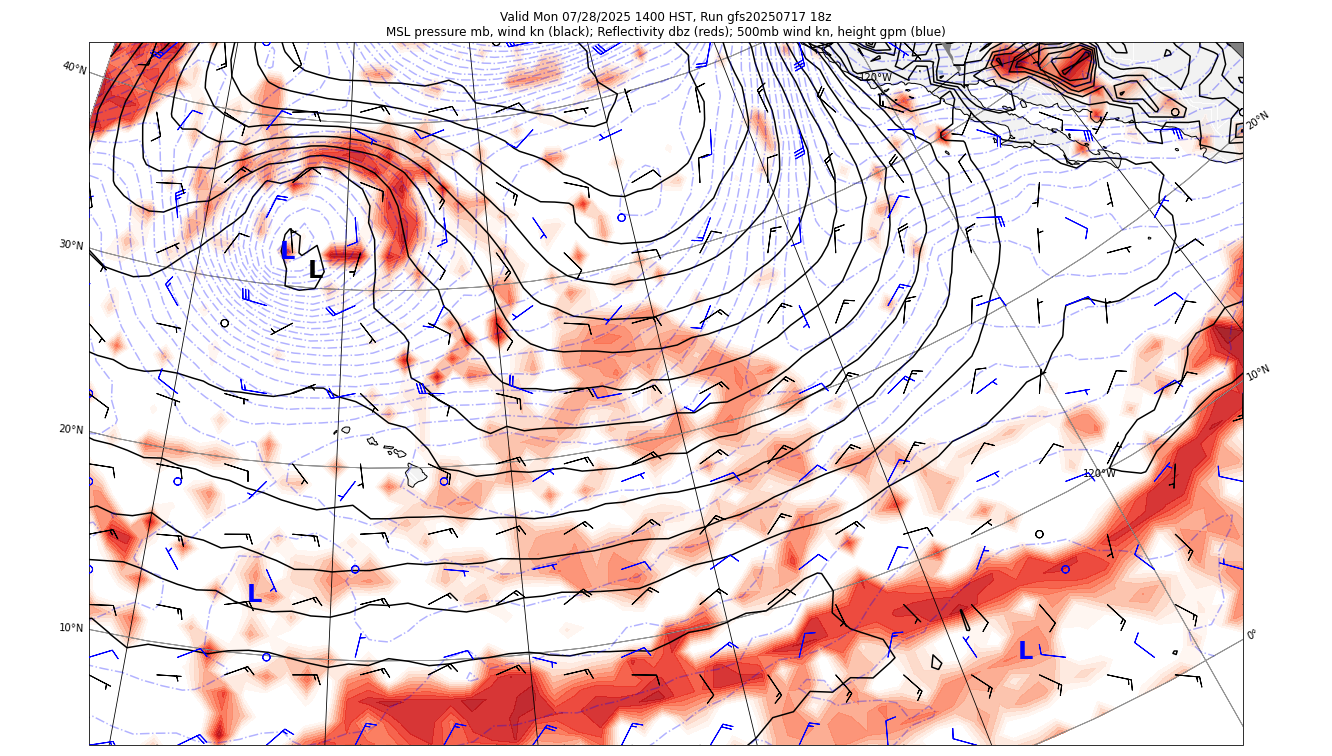 Valid Mon 07/28/2025 1400 HST, Run gfs20250717 18z
MSL pressure mb, wind kn (black); Reflectivity dbz (reds); 500mb wind kn, height gpm (blue)
40°N
120°W
20°N
30°N
L
L
10°N
20°N
120°W
L
10°N
0°
L